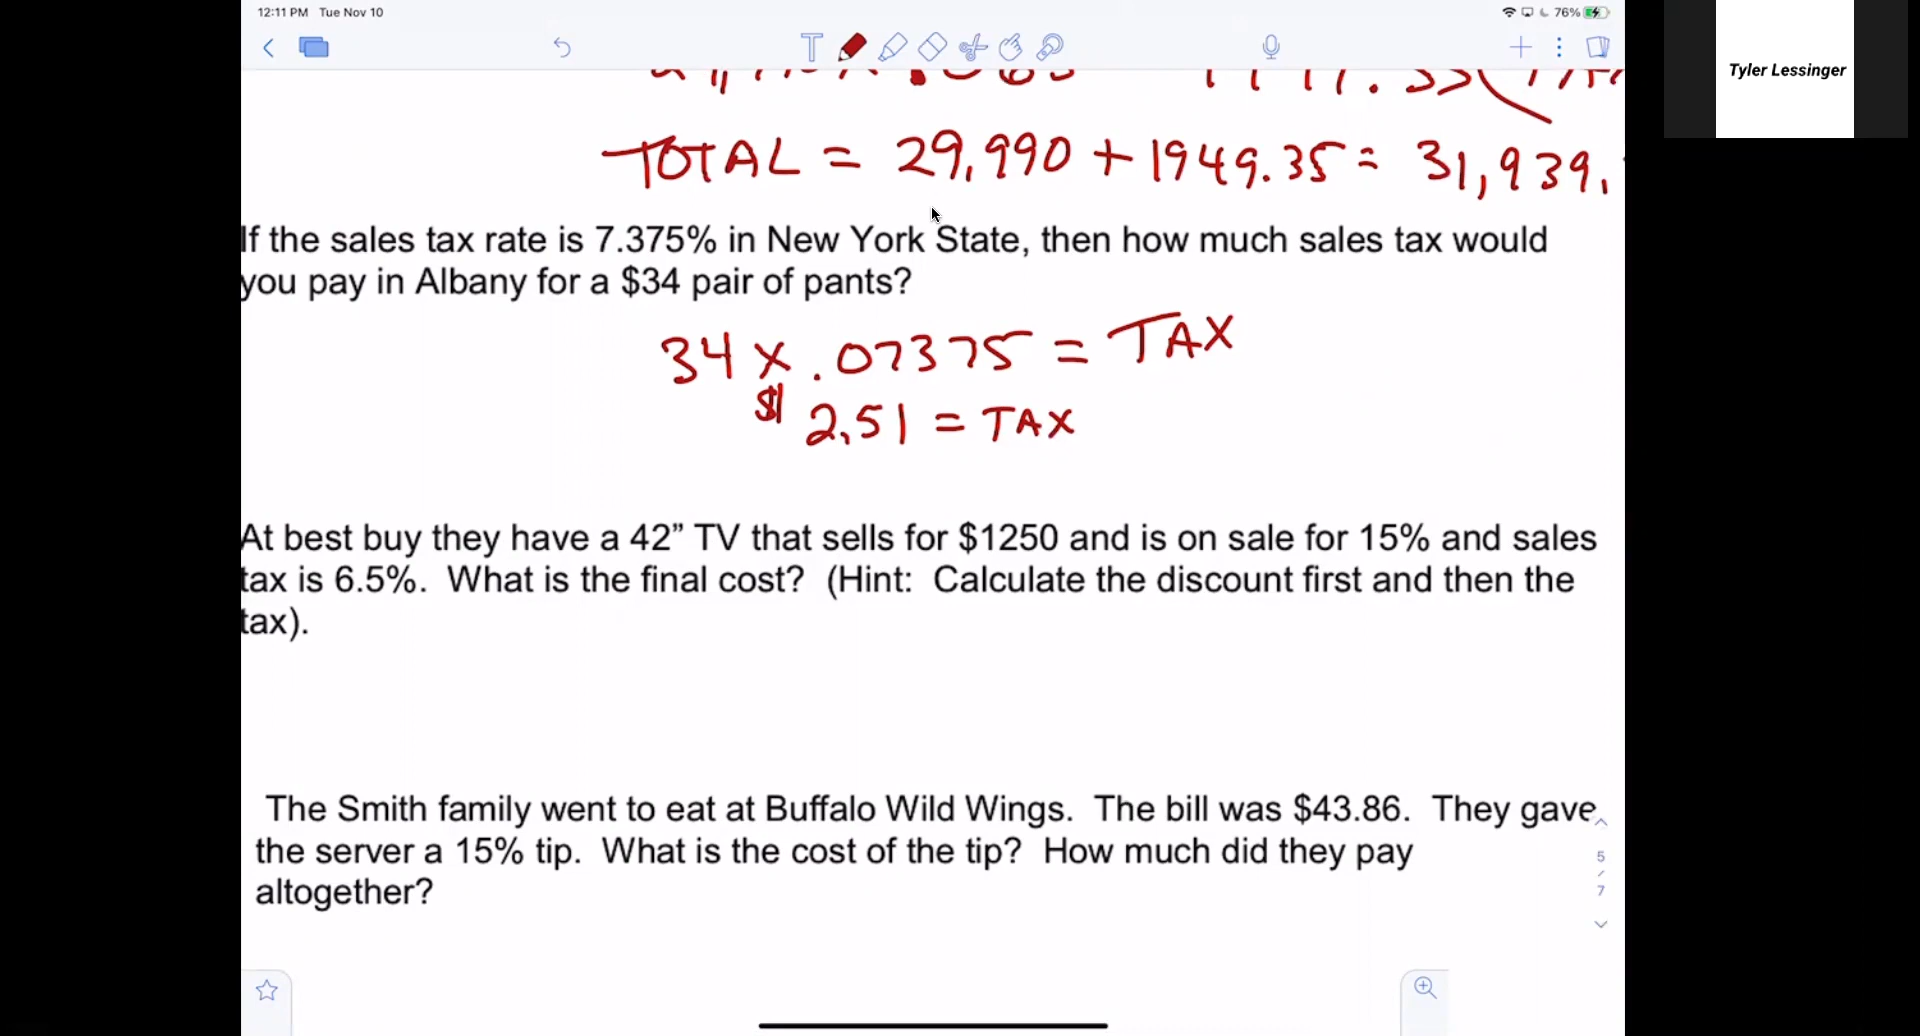 12:11 PM Tue Nov 10
76%
Tyler Lessinger
TOTAL = 29,990 + 1949.35 = 31,939.
If the sales tax rate is 7.375% in New York State, then how much sales tax would
you pay in Albany for a $34 pair of pants?
34 x .07375 = TAX
$ 2.51 = TAX
At best buy they have a 42” TV that sells for $1250 and is on sale for 15% and sales
tax is 6.5%. What is the final cost? (Hint: Calculate the discount first and then the
tax).
The Smith family went to eat at Buffalo Wild Wings. The bill was $43.86. They gave
the server a 15% tip. What is the cost of the tip? How much did they pay
altogether?
5
/
7